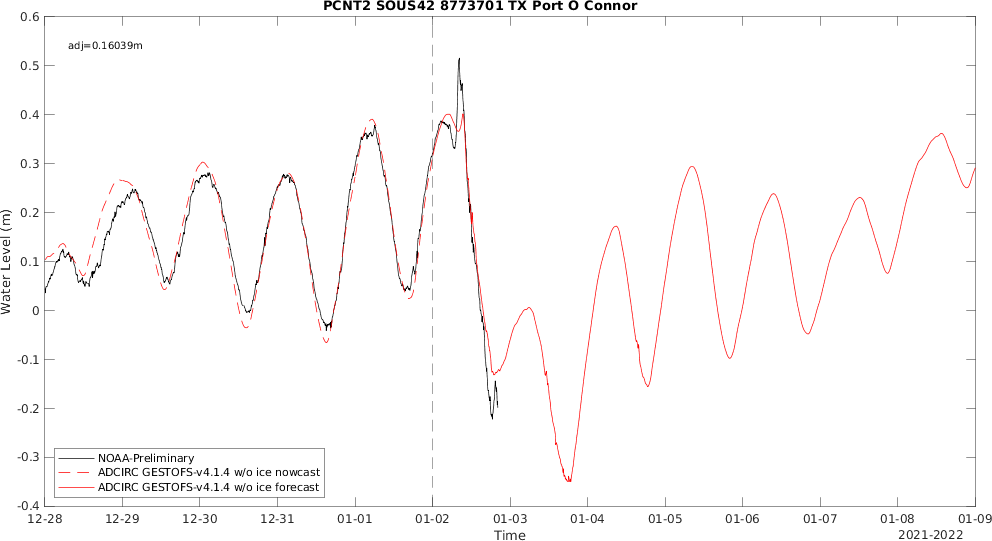 PCNT2 SOUS42 8773701 TX Port O Connor
adj=0.16039m
0.6
0.5
0.4
0.3
0.2
0.1
0
-0.1
-0.2
-0.3
-0.4
Water Level (m)
NOAA-Preliminary
ADCIRC GESTOFS-v4.1.4 w/o ice nowcast
ADCIRC GESTOFS-v4.1.4 w/o ice forecast
12-28 12-29 12-30 12-31 01-01 01-02 01-03 01-04 01-05 01-06 01-07 01-08 01-09
Time
2021-2022